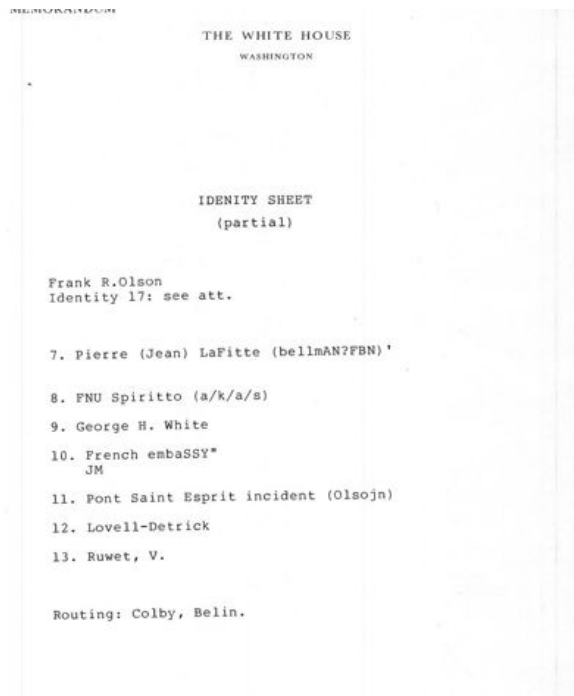 MEMORANDUM
THE WHITE HOUSE
WASHINGTON
IDENITY SHEET
(partial)
Frank R.Olson
Identity 17: see att.
7. Pierre (Jean) LaFitte (bellmAN?FBN)'
8. FNU Spiritto (a/k/a/s)
9. George H. White
10. French embaSSY"
JM
11. Pont Saint Esprit incident (Olsojn)
12. Lovell-Detrick
13. Ruwet, V.
Routing: Colby, Belin.